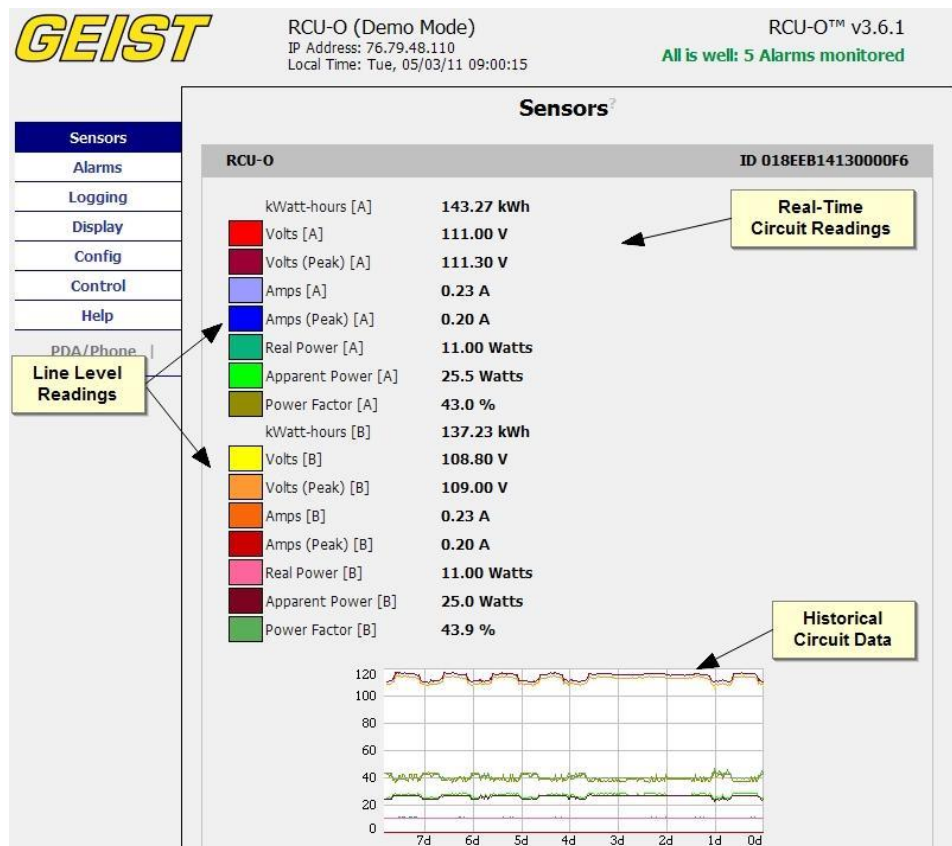 GEIST
RCU-O (Demo Mode)
IP Address: 76.79.48.110
Local Time: Tue, 05/03/11 09:00:15
RCU-O™ v3.6.1
All is well: 5 Alarms monitored
Sensors
Alarms
Logging
Display
Config
Control
Help
PDA/Phone |
Line Level
Readings
Sensors?
RCU-O ID 018EEB14130000F6
Real-Time
Circuit Readings
kWatt-hours [A] 143.27 kWh
Volts [A] 111.00 V
Volts (Peak) [A] 111.30 V
Amps [A] 0.23 A
Amps (Peak) [A] 0.20 A
Real Power [A] 11.00 Watts
Apparent Power [A] 25.5 Watts
Power Factor [A] 43.0 %
kWatt-hours [B] 137.23 kWh
Volts [B] 108.80 V
Volts (Peak) [B] 109.00 V
Amps [B] 0.23 A
Amps (Peak) [B] 0.20 A
Real Power [B] 11.00 Watts
Apparent Power [B] 25.0 Watts
Power Factor [B] 43.9 %
Historical
Circuit Data
120
100
80
60
40
20
0
7d 6d 5d 4d 3d 2d 1d 0d